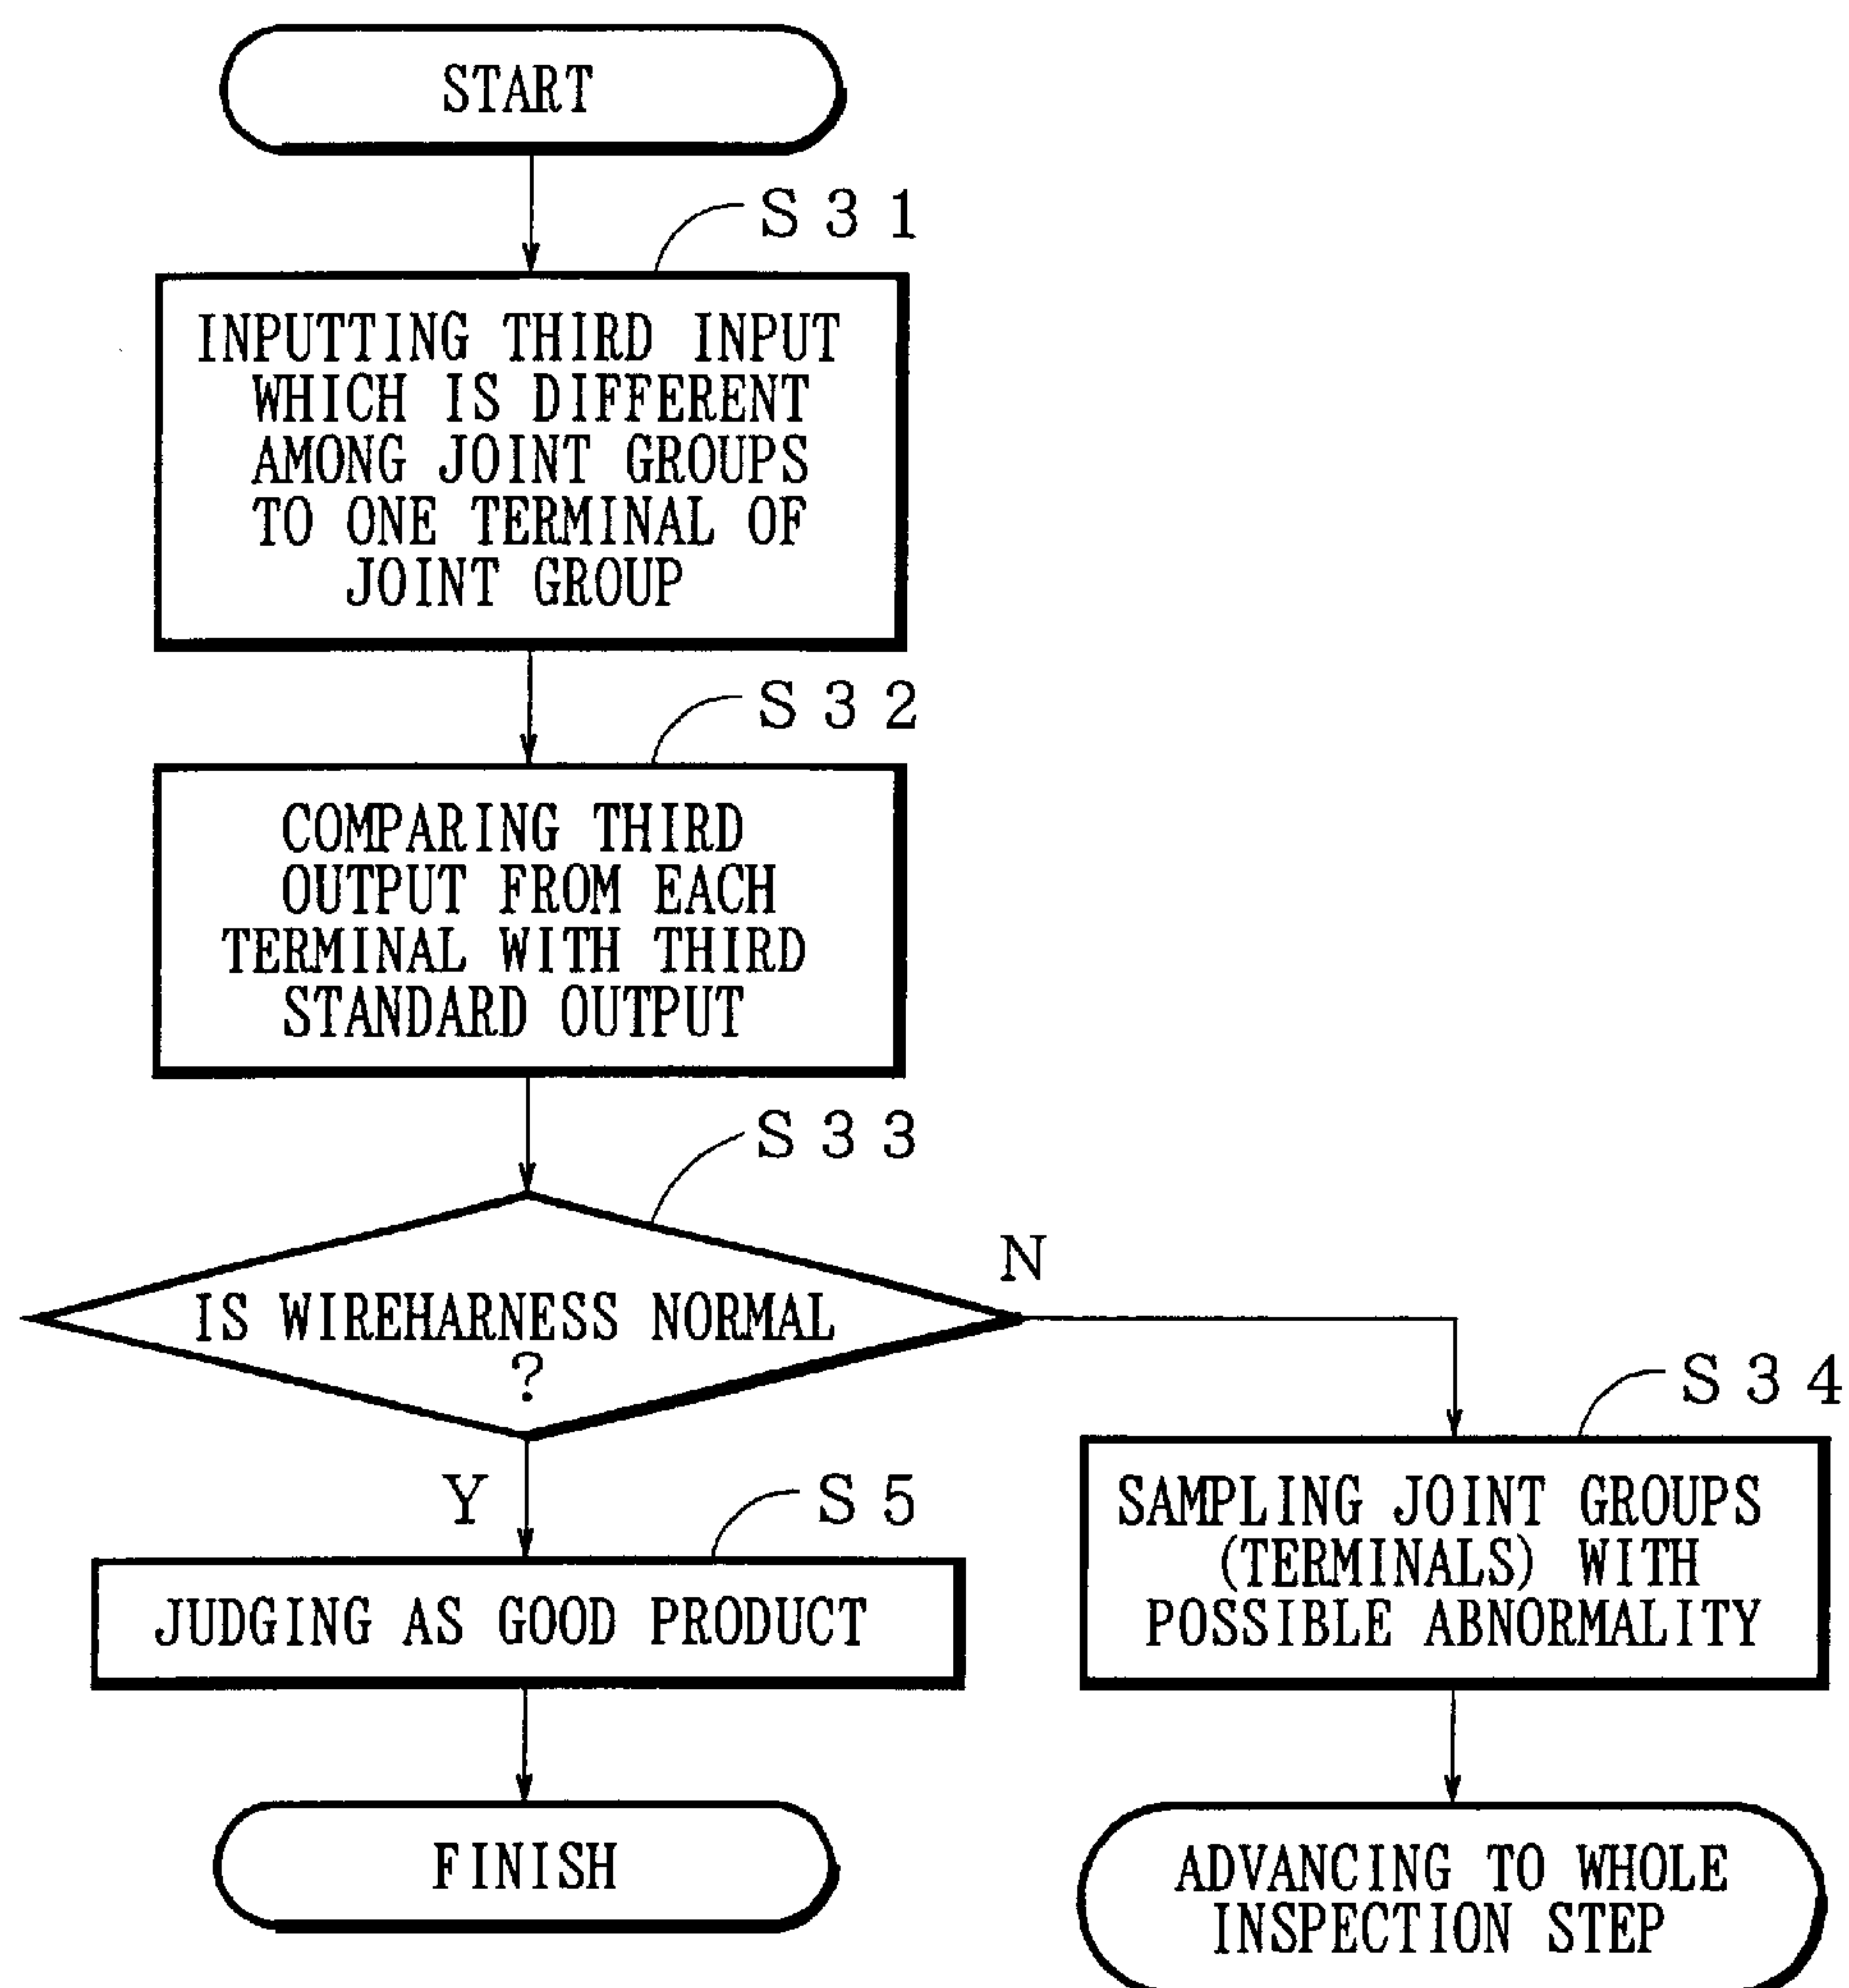 START
S31
INPUTTING THIRD INPUT
WHICH IS DIFFERENT
AMONG JOINT GROUPS
TO ONE TERMINAL OF
JOINT GROUP
S32
COMPARING THIRD
OUTPUT FROM EACH
TERMINAL WITH THIRD
STANDARD OUTPUT
S33
IS WIREHARNESS NORMAL
?
N
Y
S5
JUDGING AS GOOD PRODUCT
FINISH
S34
SAMPLING JOINT GROUPS
(TERMINALS) WITH
POSSIBLE ABNORMALITY
ADVANCING TO WHOLE
INSPECTION STEP